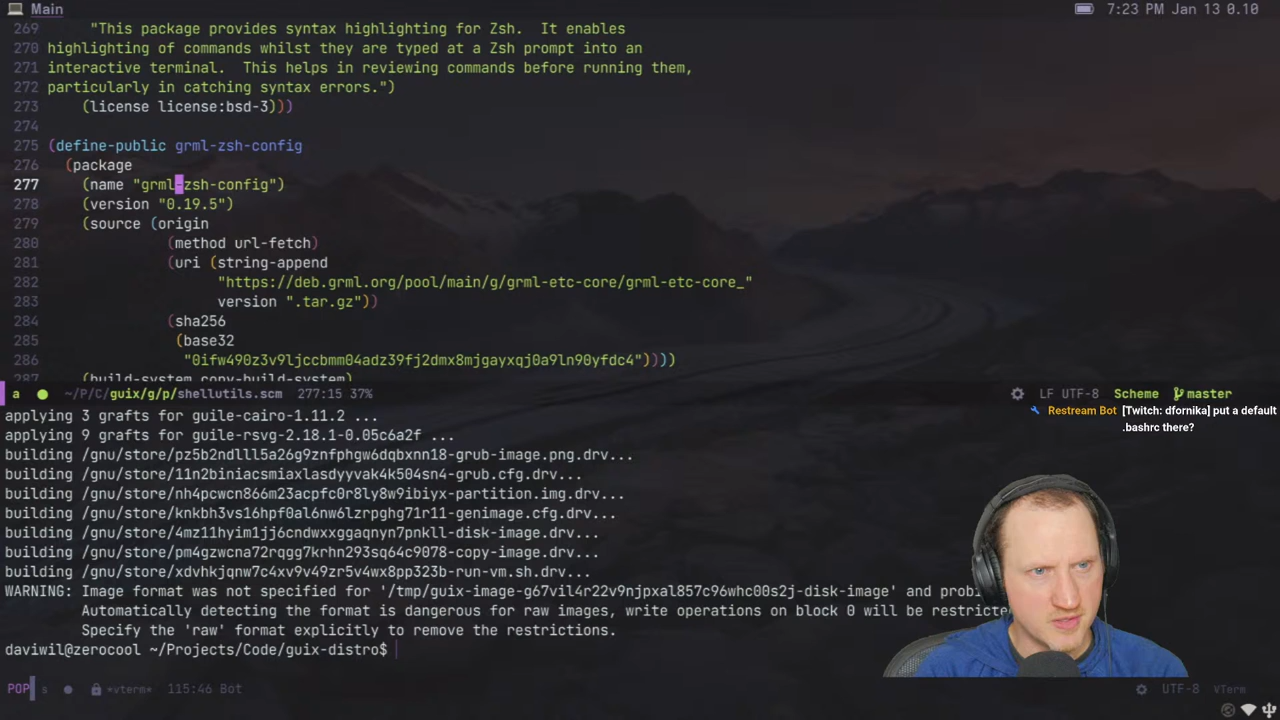 Main
7:23 PM Jan 13 0.10
269 "This package provides syntax highlighting for Zsh.  It enables
270 highlighting of commands whilst they are typed at a Zsh prompt into an
271 interactive terminal.  This helps in reviewing commands before running them,
272 particularly in catching syntax errors.")
273 (license license:bsd-3)))
274
275 (define-public grml-zsh-config
276 (package
277 (name "grml-zsh-config")
278 (version "0.19.5")
279 (source (origin
280 (method url-fetch)
281 (uri (string-append
282 "https://deb.grml.org/pool/main/g/grml-etc-core/grml-etc-core_"
283 version ".tar.gz"))
284 (sha256
285 (base32
286 "0ifw490z3v9ljccbmm04adz39fj2dmx8mjgayxqj0a9ln90yfdc4"))))
287 (build-system copy-build-system)
a ~/P/C/guix/g/p/shellutils.scm 277:15 37% LF UTF-8 Scheme master
applying 3 grafts for guile-cairo-1.11.2 ...
Restream Bot [Twitch: dfornika] put a default
.bashrc there?
applying 9 grafts for guile-rsvg-2.18.1-0.05c6a2f ...
building /gnu/store/pz5b2ndlll5a26g9znfphgw6dqbxnn18-grub-image.png.drv...
building /gnu/store/11n2biniacsmiaxlasdyyvak4k504sn4-grub.cfg.drv...
building /gnu/store/nh4pcwcn866m23acpfc0r8ly8w9ibiyx-partition.img.drv...
building /gnu/store/knkbh3vs16hpf0al6nw6lzrpghg71r11-genimage.cfg.drv...
building /gnu/store/4mz11hyim1jj6cndwxxggaqnyn7pnkll-disk-image.drv...
building /gnu/store/pm4gzwcna72rqgg7krhn293sq64c9078-copy-image.drv...
building /gnu/store/xdvhkjqnw7c4xv9v49zr5v4wx8pp323b-run-vm.sh.drv...
WARNING: Image format was not specified for '/tmp/guix-image-g67vil4r22v9njpxal857c96whc00s2j-disk-image' and probi
Automatically detecting the format is dangerous for raw images, write operations on block 0 will be restricte
Specify the 'raw' format explicitly to remove the restrictions.
daviwil@zerocool ~/Projects/Code/guix-distro$
POP s *vterm* 115:46 Bot UTF-8 VTerm